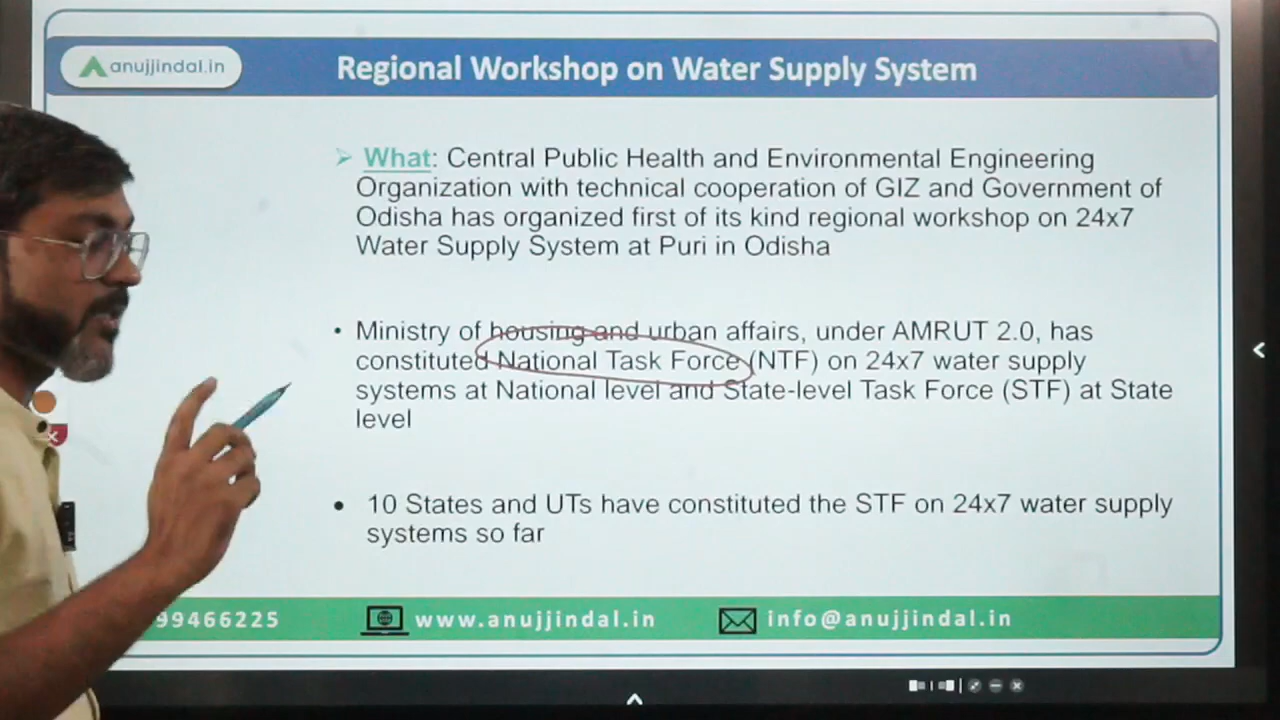 anujjindal.in
Regional Workshop on Water Supply System
What: Central Public Health and Environmental Engineering
Organization with technical cooperation of GIZ and Government of
Odisha has organized first of its kind regional workshop on 24x7
Water Supply System at Puri in Odisha
Ministry of housing and urban affairs, under AMRUT 2.0, has
constituted National Task Force (NTF) on 24x7 water supply
systems at National level and State-level Task Force (STF) at State
level
10 States and UTs have constituted the STF on 24x7 water supply
systems so far
99466225
www.anujjindal.in
info@anujjindal.in